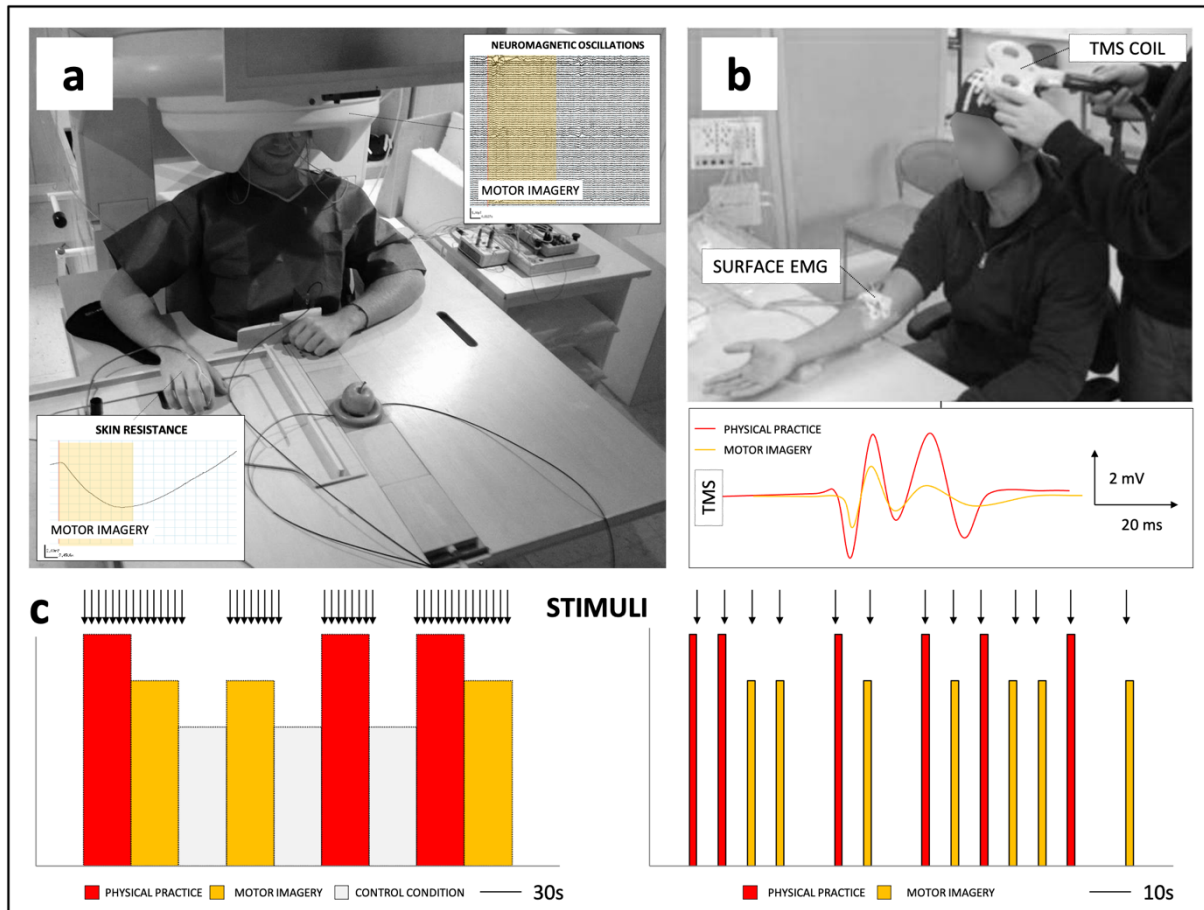 a
NEUROMAGNETIC OSCILLATIONS
MOTOR IMAGERY
SKIN RESISTANCE
MOTOR IMAGERY
b
TMS COIL
SURFACE EMG
PHYSICAL PRACTICE
MOTOR IMAGERY
TMS
2 mV
20 ms
c
STIMULI
PHYSICAL PRACTICE MOTOR IMAGERY CONTROL CONDITION 30s
PHYSICAL PRACTICE MOTOR IMAGERY 10s